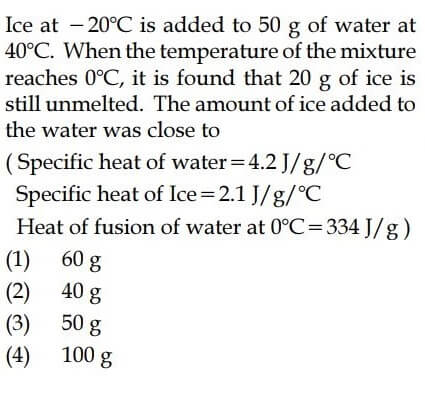 Ice at – 20°C is added to 50 g of water at
40°C. When the temperature of the mixture
reaches 0°C, it is found that 20 g of ice is
still unmelted. The amount of ice added to
the water was close to
( Specific heat of water = 4.2 J/g/°C
Specific heat of Ice = 2.1 J/g/°C
Heat of fusion of water at 0°C = 334 J/g )
(1) 60 g
(2) 40 g
(3) 50 g
(4) 100 g